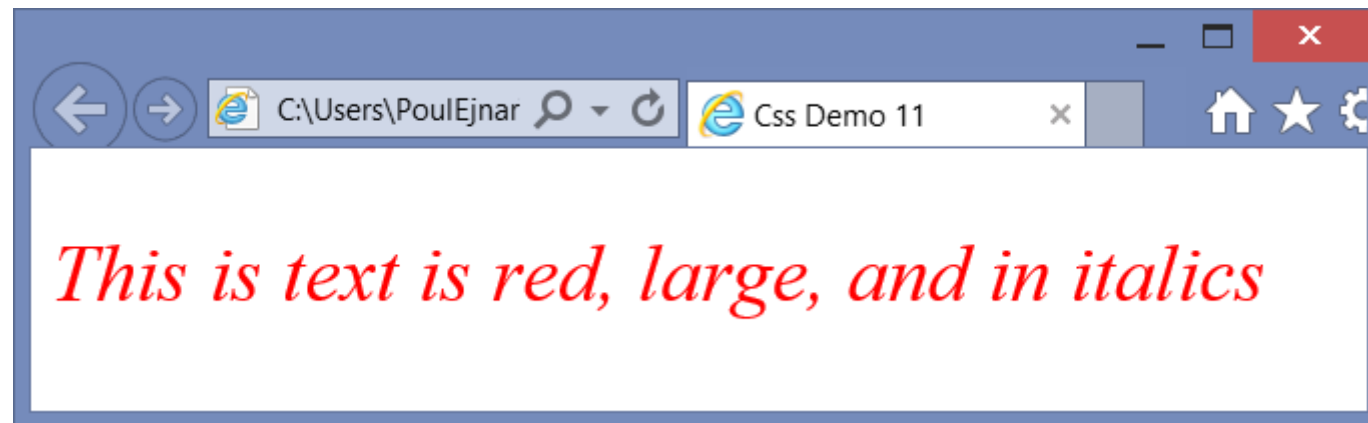 C:\Users\PoulEjnar
Css Demo 11
This is text is red, large, and in italics